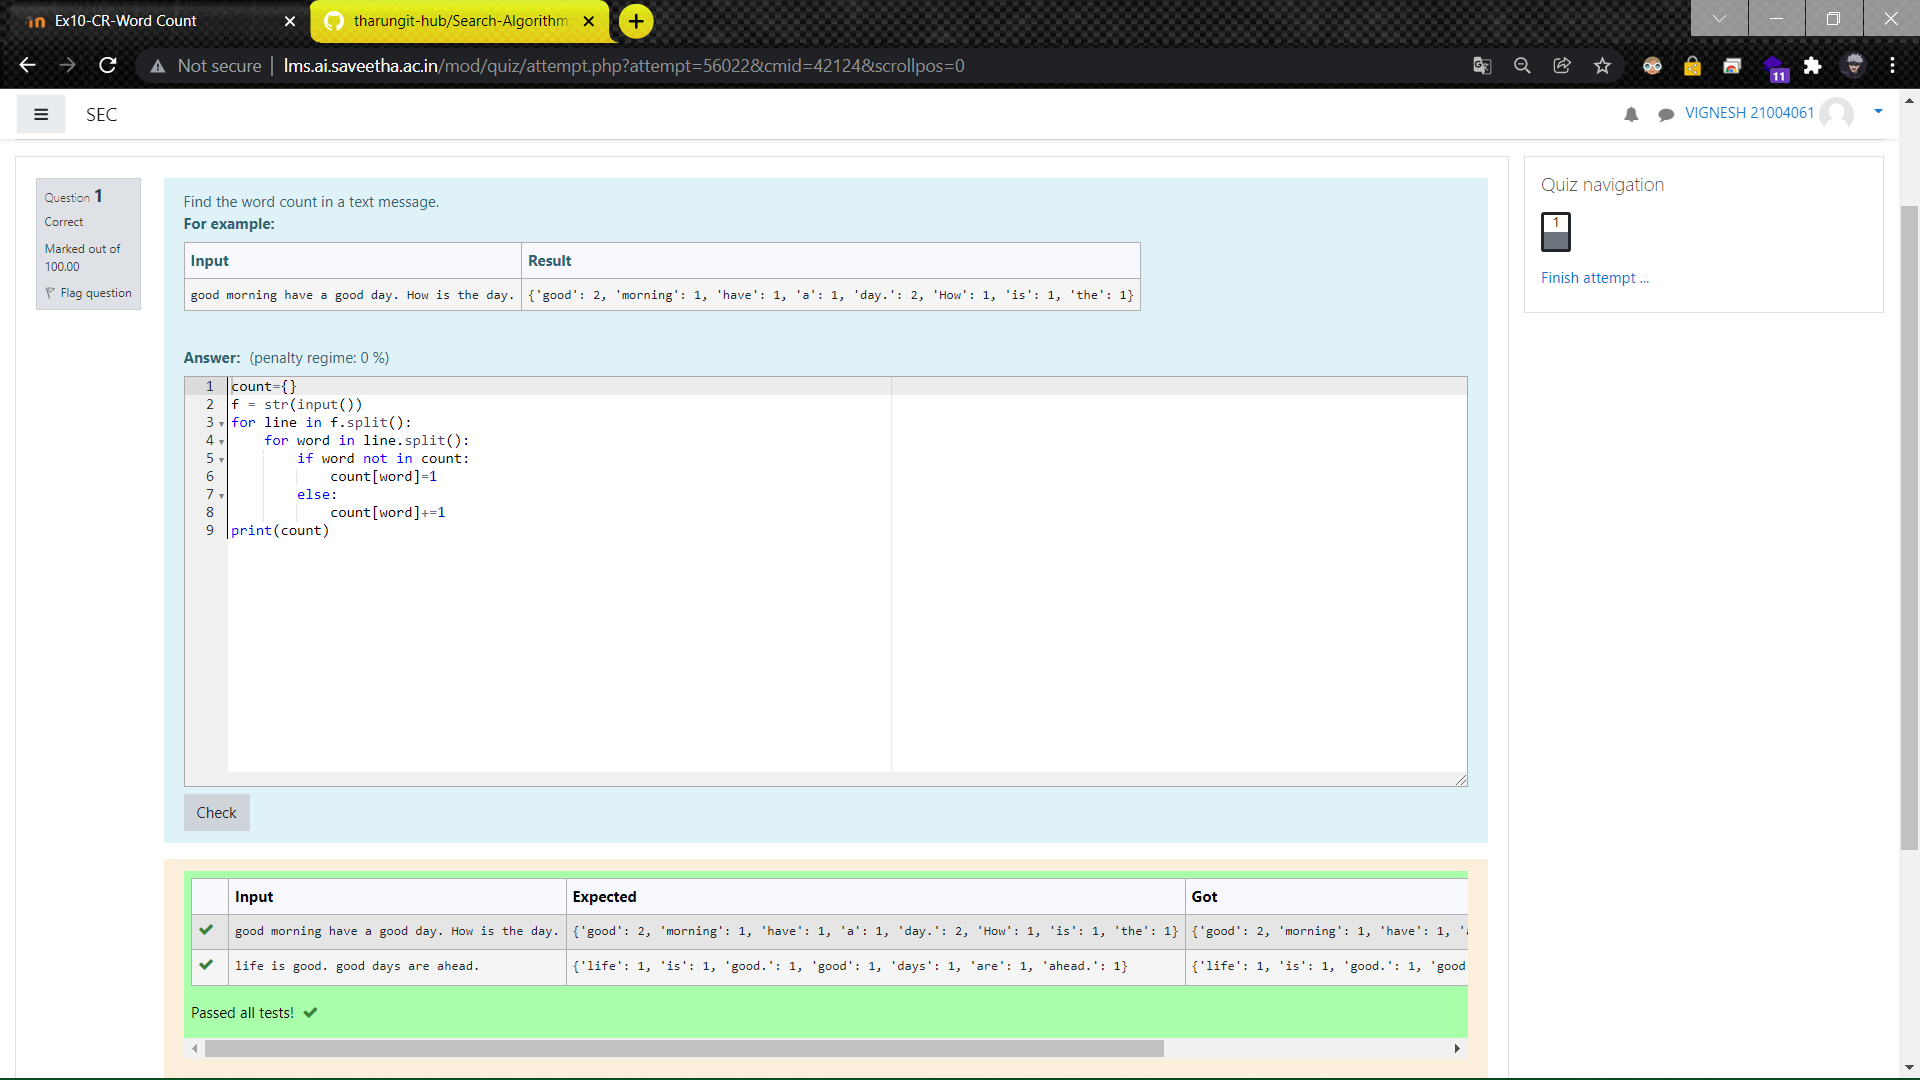 Ex10-CR-Word Count
tharungit-hub/Search-Algorithm
Not secure | lms.ai.saveetha.ac.in/mod/quiz/attempt.php?attempt=56022&cmid=42124&scrollpos=0
11
SEC
VIGNESH 21004061
Question 1
Correct
Marked out of
100.00
Flag question
Find the word count in a text message.
For example:
Input Result
good morning have a good day. How is the day. {'good': 2, 'morning': 1, 'have': 1, 'a': 1, 'day.': 2, 'How': 1, 'is': 1, 'the': 1}
Answer: (penalty regime: 0 %)
1 count={}
2 f = str(input())
3 for line in f.split():
4 for word in line.split():
5 if word not in count:
6 count[word]=1
7 else:
8 count[word]+=1
9 print(count)
Check
Input Expected Got
good morning have a good day. How is the day. {'good': 2, 'morning': 1, 'have': 1, 'a': 1, 'day.': 2, 'How': 1, 'is': 1, 'the': 1} {'good': 2, 'morning': 1, 'have': 1,
life is good. good days are ahead. {'life': 1, 'is': 1, 'good.': 1, 'good': 1, 'days': 1, 'are': 1, 'ahead.': 1} {'life': 1, 'is': 1, 'good.': 1, 'good
Passed all tests!
Quiz navigation
1
Finish attempt ...